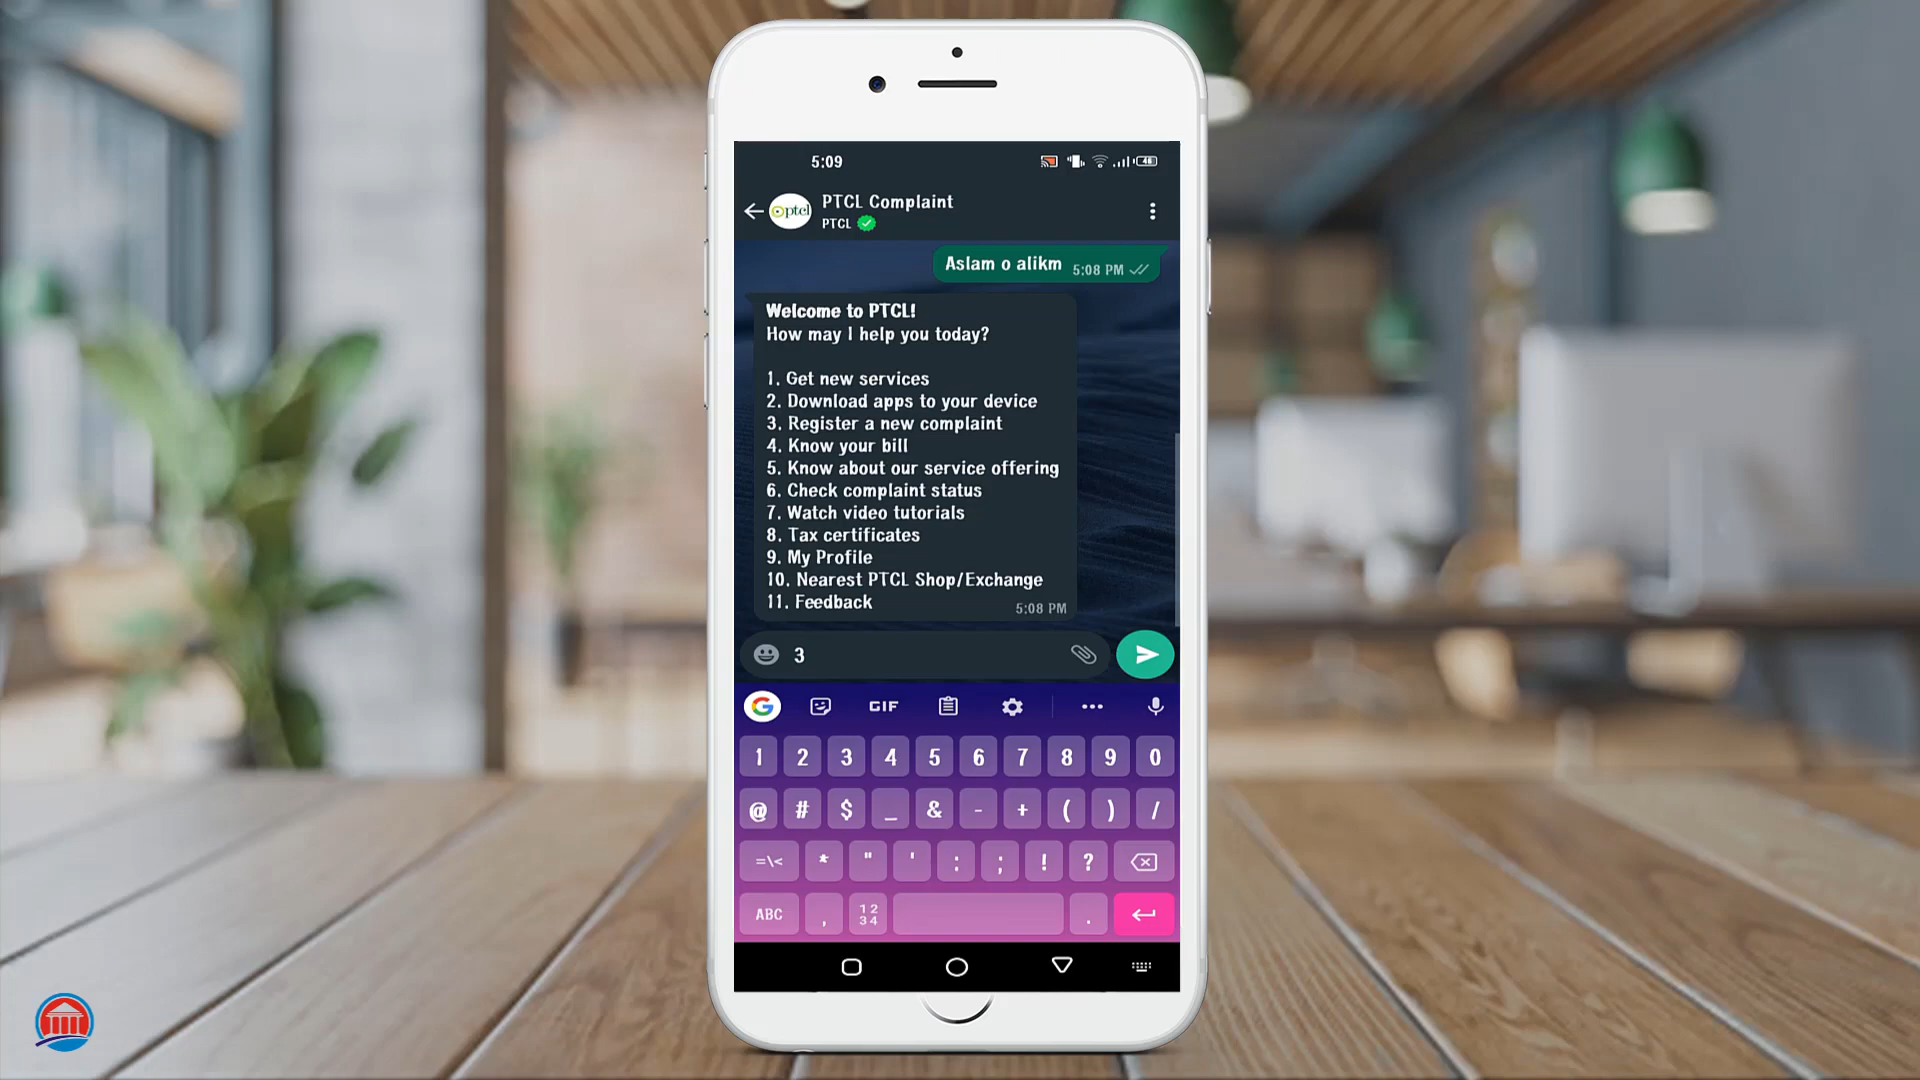 5:09
46
ptcl
PTCL Complaint
PTCL
Aslam o alikm 5:08 PM
Welcome to PTCL!
How may I help you today?
1. Get new services
2. Download apps to your device
3. Register a new complaint
4. Know your bill
5. Know about our service offering
6. Check complaint status
7. Watch video tutorials
8. Tax certificates
9. My Profile
10. Nearest PTCL Shop/Exchange
11. Feedback
5:08 PM
3
G GIF
1 2 3 4 5 6 7 8 9 0
@ # $ _ & - + ( ) /
=\< * " ' : ; ! ?
ABC , 1234 .